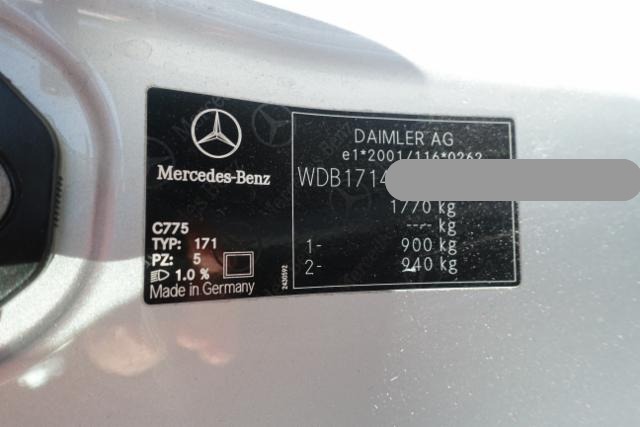 Mercedes-Benz
C775
TYP: 171
PZ: 5
1.0 %
Made in Germany
2430592
DAIMLER AG
e1*2001/116*0262
WDB1714
1770 kg
---- kg
1- 900 kg
2- 940 kg